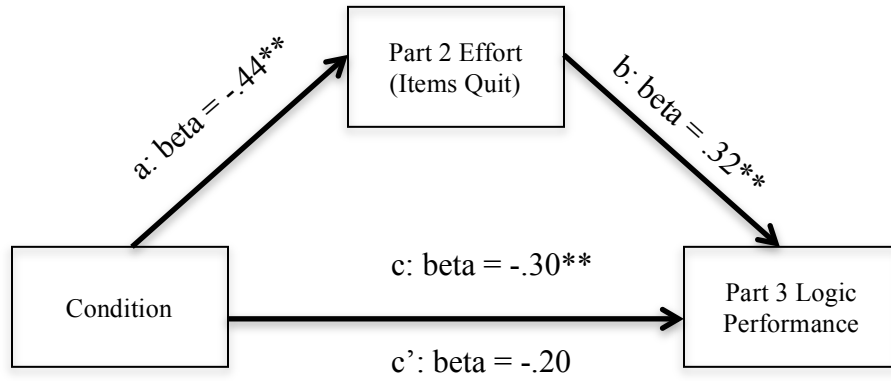 Part 2 Effort
(Items Quit)
a: beta = -.44**
b: beta = .32**
Condition
c: beta = -.30**
c’: beta = -.20
Part 3 Logic
Performance